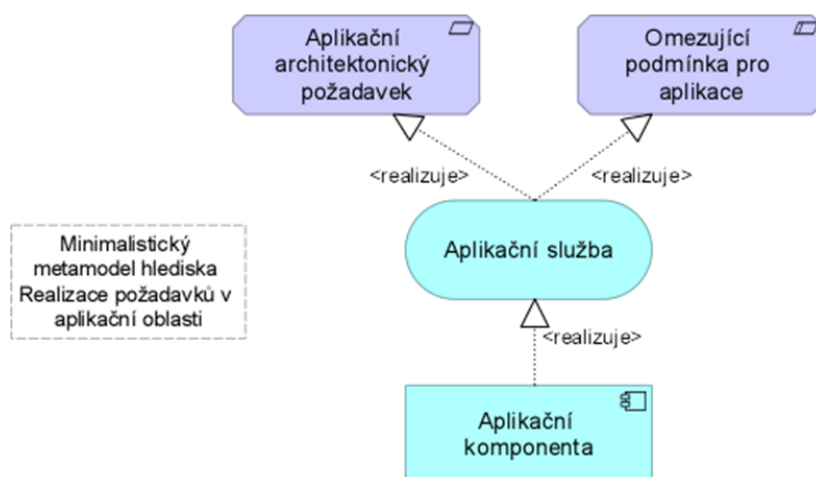 Aplikační
architektonický
požadavek
Omezující
podmínka pro
aplikace
<realizuje>
<realizuje>
Aplikační služba
Minimalistický
metamodel hlediska
Realizace požadavků v
aplikační oblasti
<realizuje>
Aplikační
komponenta